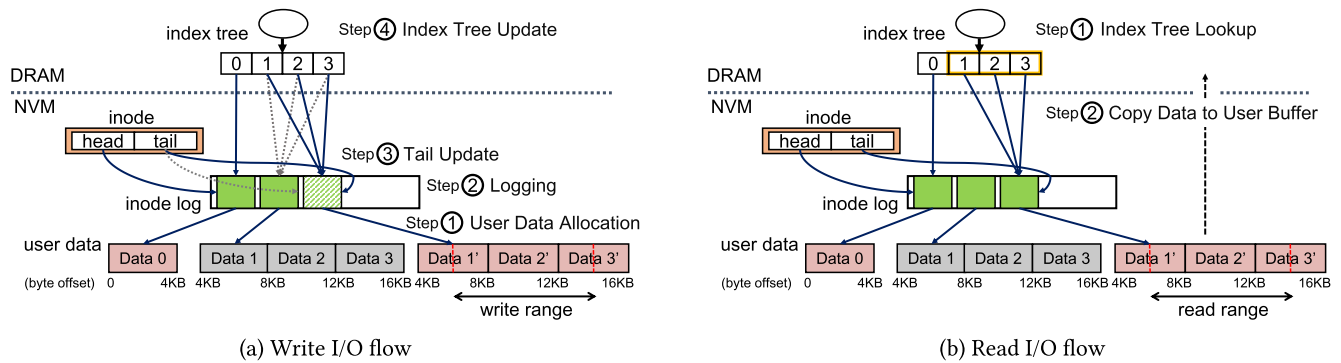 index tree
Step ④ Index Tree Update
0 1 2 3
DRAM
NVM
inode
head tail
Step ③ Tail Update
Step ② Logging
inode log
Step ① User Data Allocation
user data
Data 0 Data 1 Data 2 Data 3 Data 1' Data 2' Data 3'
(byte offset) 0 4KB 4KB 8KB 12KB 16KB 4KB 8KB 12KB 16KB
write range
(a) Write I/O flow
index tree
Step ① Index Tree Lookup
0 1 2 3
DRAM
NVM
Step ② Copy Data to User Buffer
inode
head tail
inode log
user data
Data 0 Data 1 Data 2 Data 3 Data 1' Data 2' Data 3'
(byte offset) 0 4KB 4KB 8KB 12KB 16KB 4KB 8KB 12KB 16KB
read range
(b) Read I/O flow